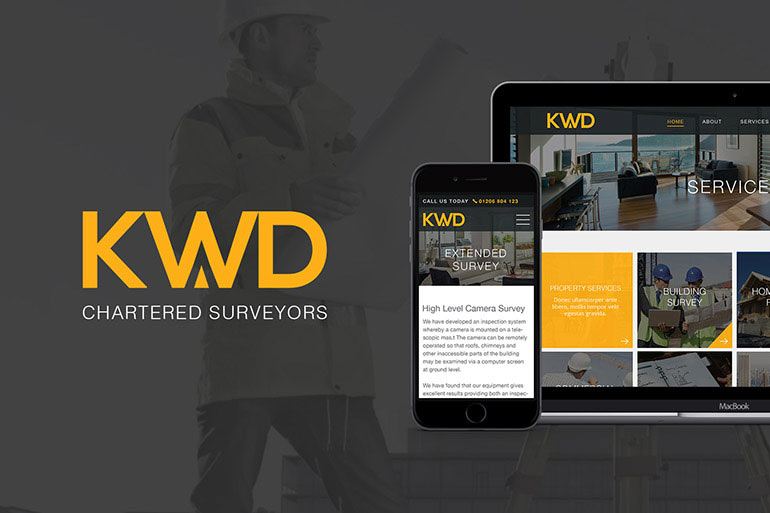 KWD
CHARTERED SURVEYORS
CALL US TODAY 01206 804 123
KWD
EXTENDED
SURVEY
High Level Camera Survey
We have developed an inspection system
whereby a camera is mounted on a tele-
scopic mast The camera can be remotely
operated so that roofs, chimneys and
other inaccessible parts of the building
may be examined via a computer screen
at ground level.
We have found that our equipment gives
excellent results providing both an inspec-
KWD
HOME ABOUT SERVICES
SERVICE
PROPERTY SERVICES
Donec ullamcorper ante
libero, mollis tempor velit
egestas gravida.
BUILDING
SURVEY
HOM
COMMERCIAL
MacBook